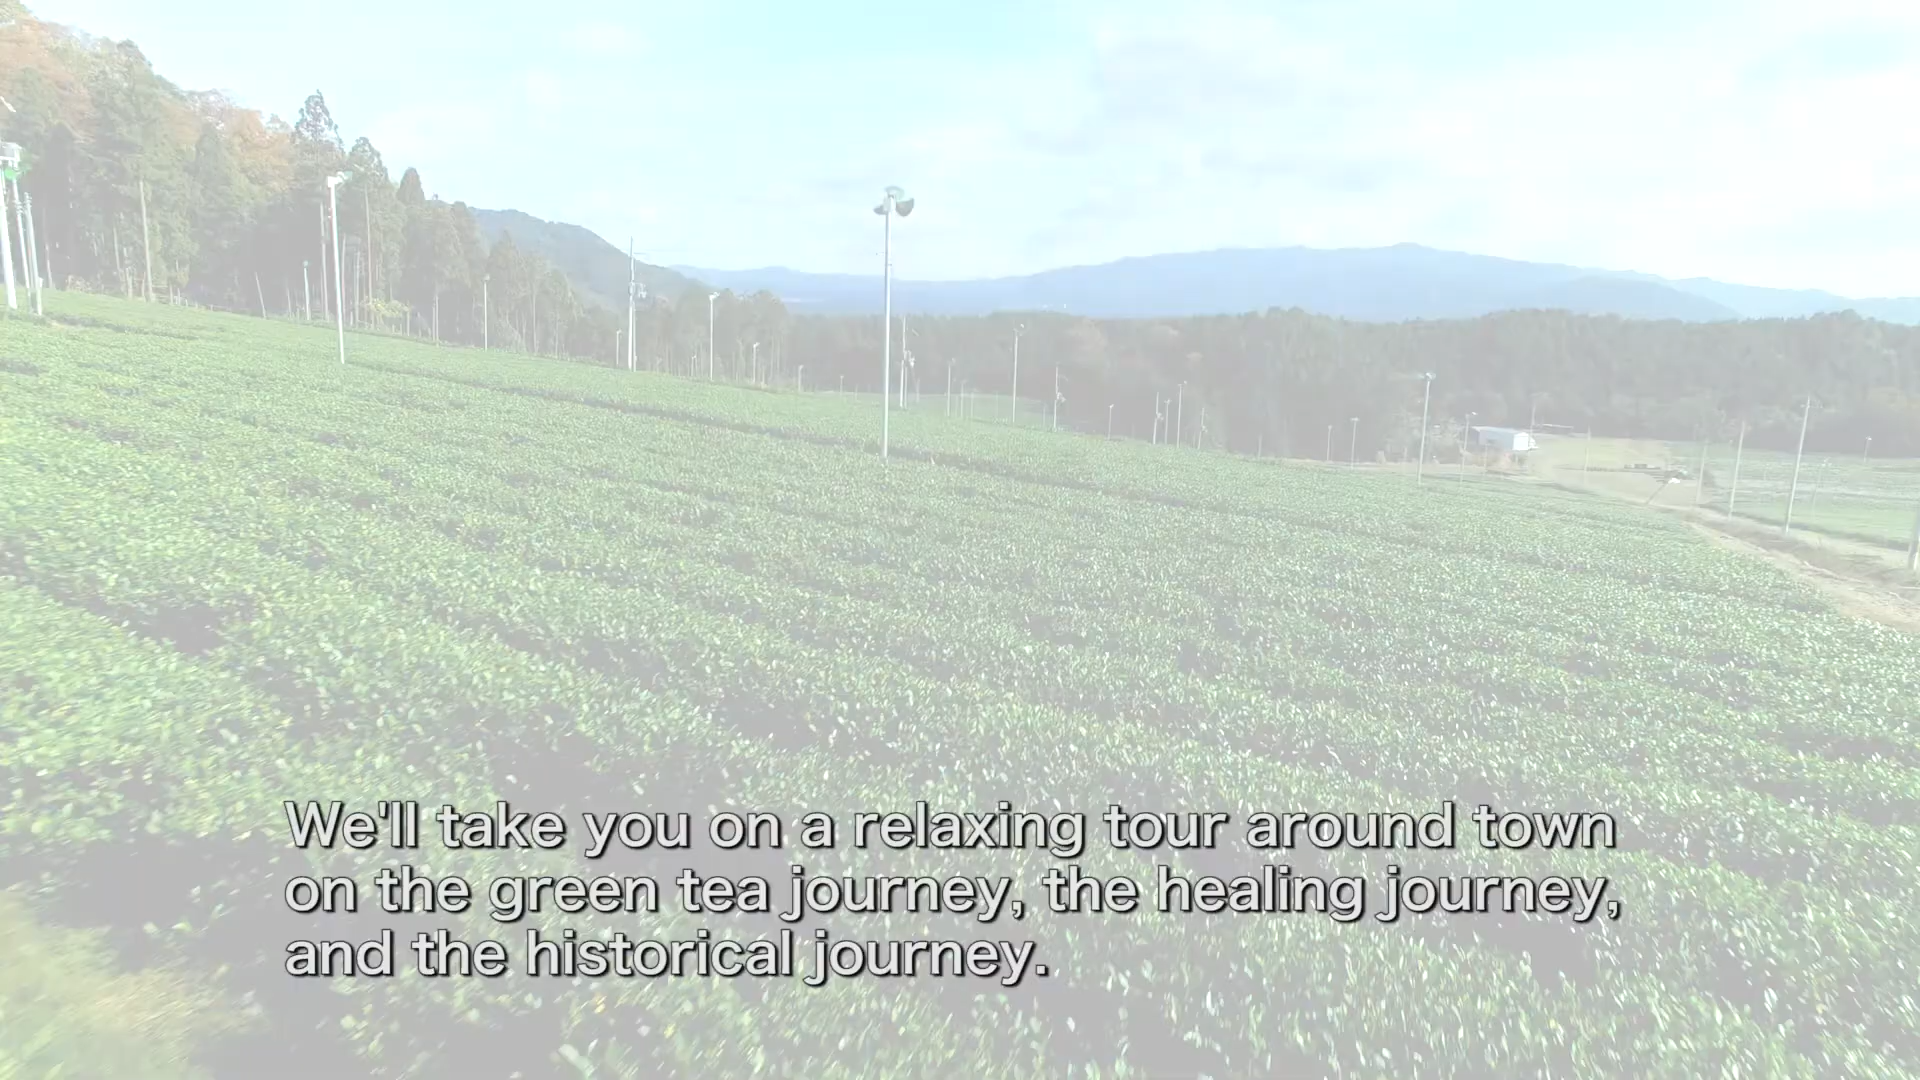 We'll take you on a relaxing tour around town
on the green tea journey, the healing journey,
and the historical journey.